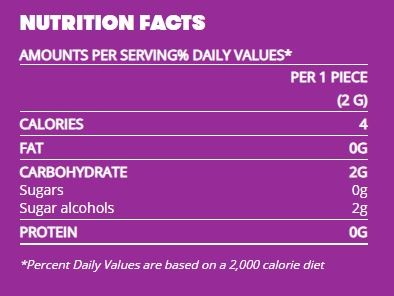 NUTRITION FACTS
AMOUNTS PER SERVING% DAILY VALUES*
PER 1 PIECE
(2 G)
CALORIES 4
FAT 0G
CARBOHYDRATE 2G
Sugars 0g
Sugar alcohols 2g
PROTEIN 0G
*Percent Daily Values are based on a 2,000 calorie diet